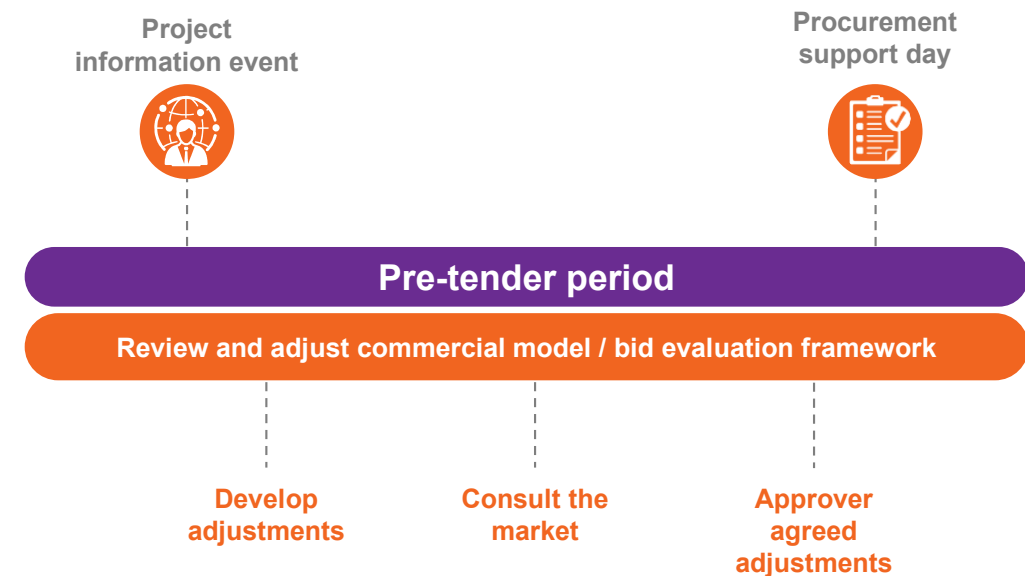 Project
information event
Procurement
support day
Pre-tender period
Review and adjust commercial model / bid evaluation framework
Develop
adjustments
Consult the
market
Approver
agreed
adjustments